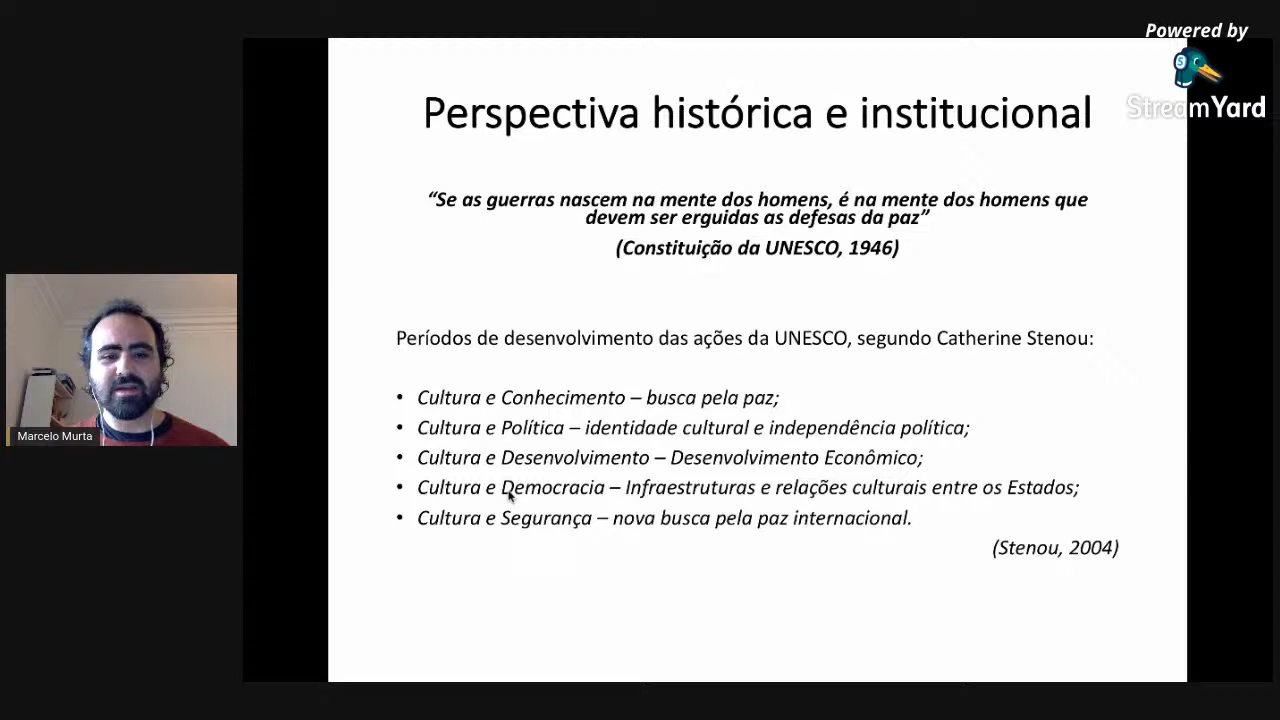 Powered by
StreamYard
Perspectiva histórica e institucional
“Se as guerras nascem na mente dos homens, é na mente dos homens que
devem ser erguidas as defesas da paz”
(Constituição da UNESCO, 1946)
Períodos de desenvolvimento das ações da UNESCO, segundo Catherine Stenou:
• Cultura e Conhecimento – busca pela paz;
• Cultura e Política – identidade cultural e independência política;
• Cultura e Desenvolvimento – Desenvolvimento Econômico;
• Cultura e Democracia – Infraestruturas e relações culturais entre os Estados;
• Cultura e Segurança – nova busca pela paz internacional.
(Stenou, 2004)
Marcelo Murta